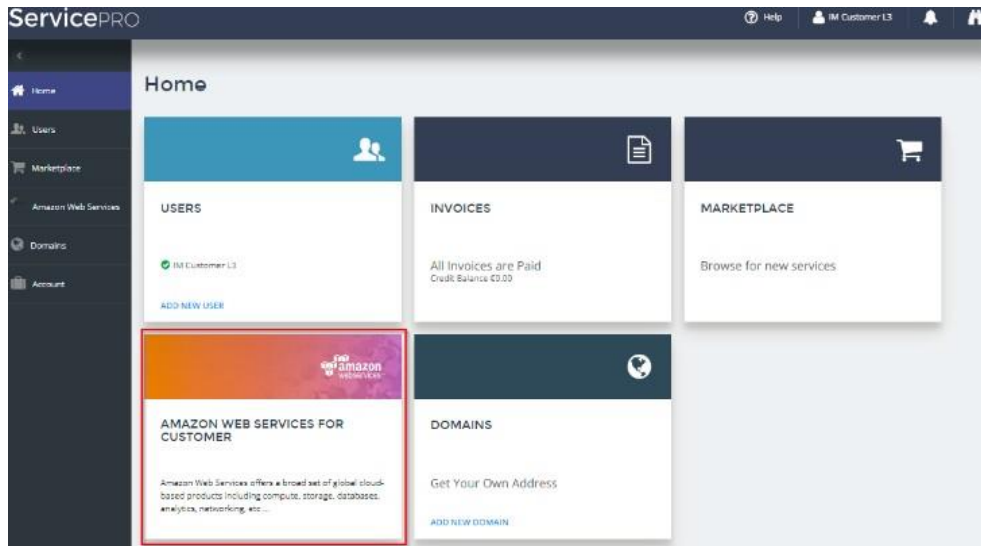 ServicePRO
Help
IM Customer L3
Home
Users
Marketplace
Amazon Web Services
Domains
Account
Home
USERS
IM Customer L3
ADD NEW USER
INVOICES
All Invoices are Paid
Credit Balance €0.00
MARKETPLACE
Browse for new services
amazon
webservices
AMAZON WEB SERVICES FOR
CUSTOMER
Amazon Web Services offers a broad set of global cloud-
based products including compute, storage, databases,
analytics, networking, etc ...
DOMAINS
Get Your Own Address
ADD NEW DOMAIN